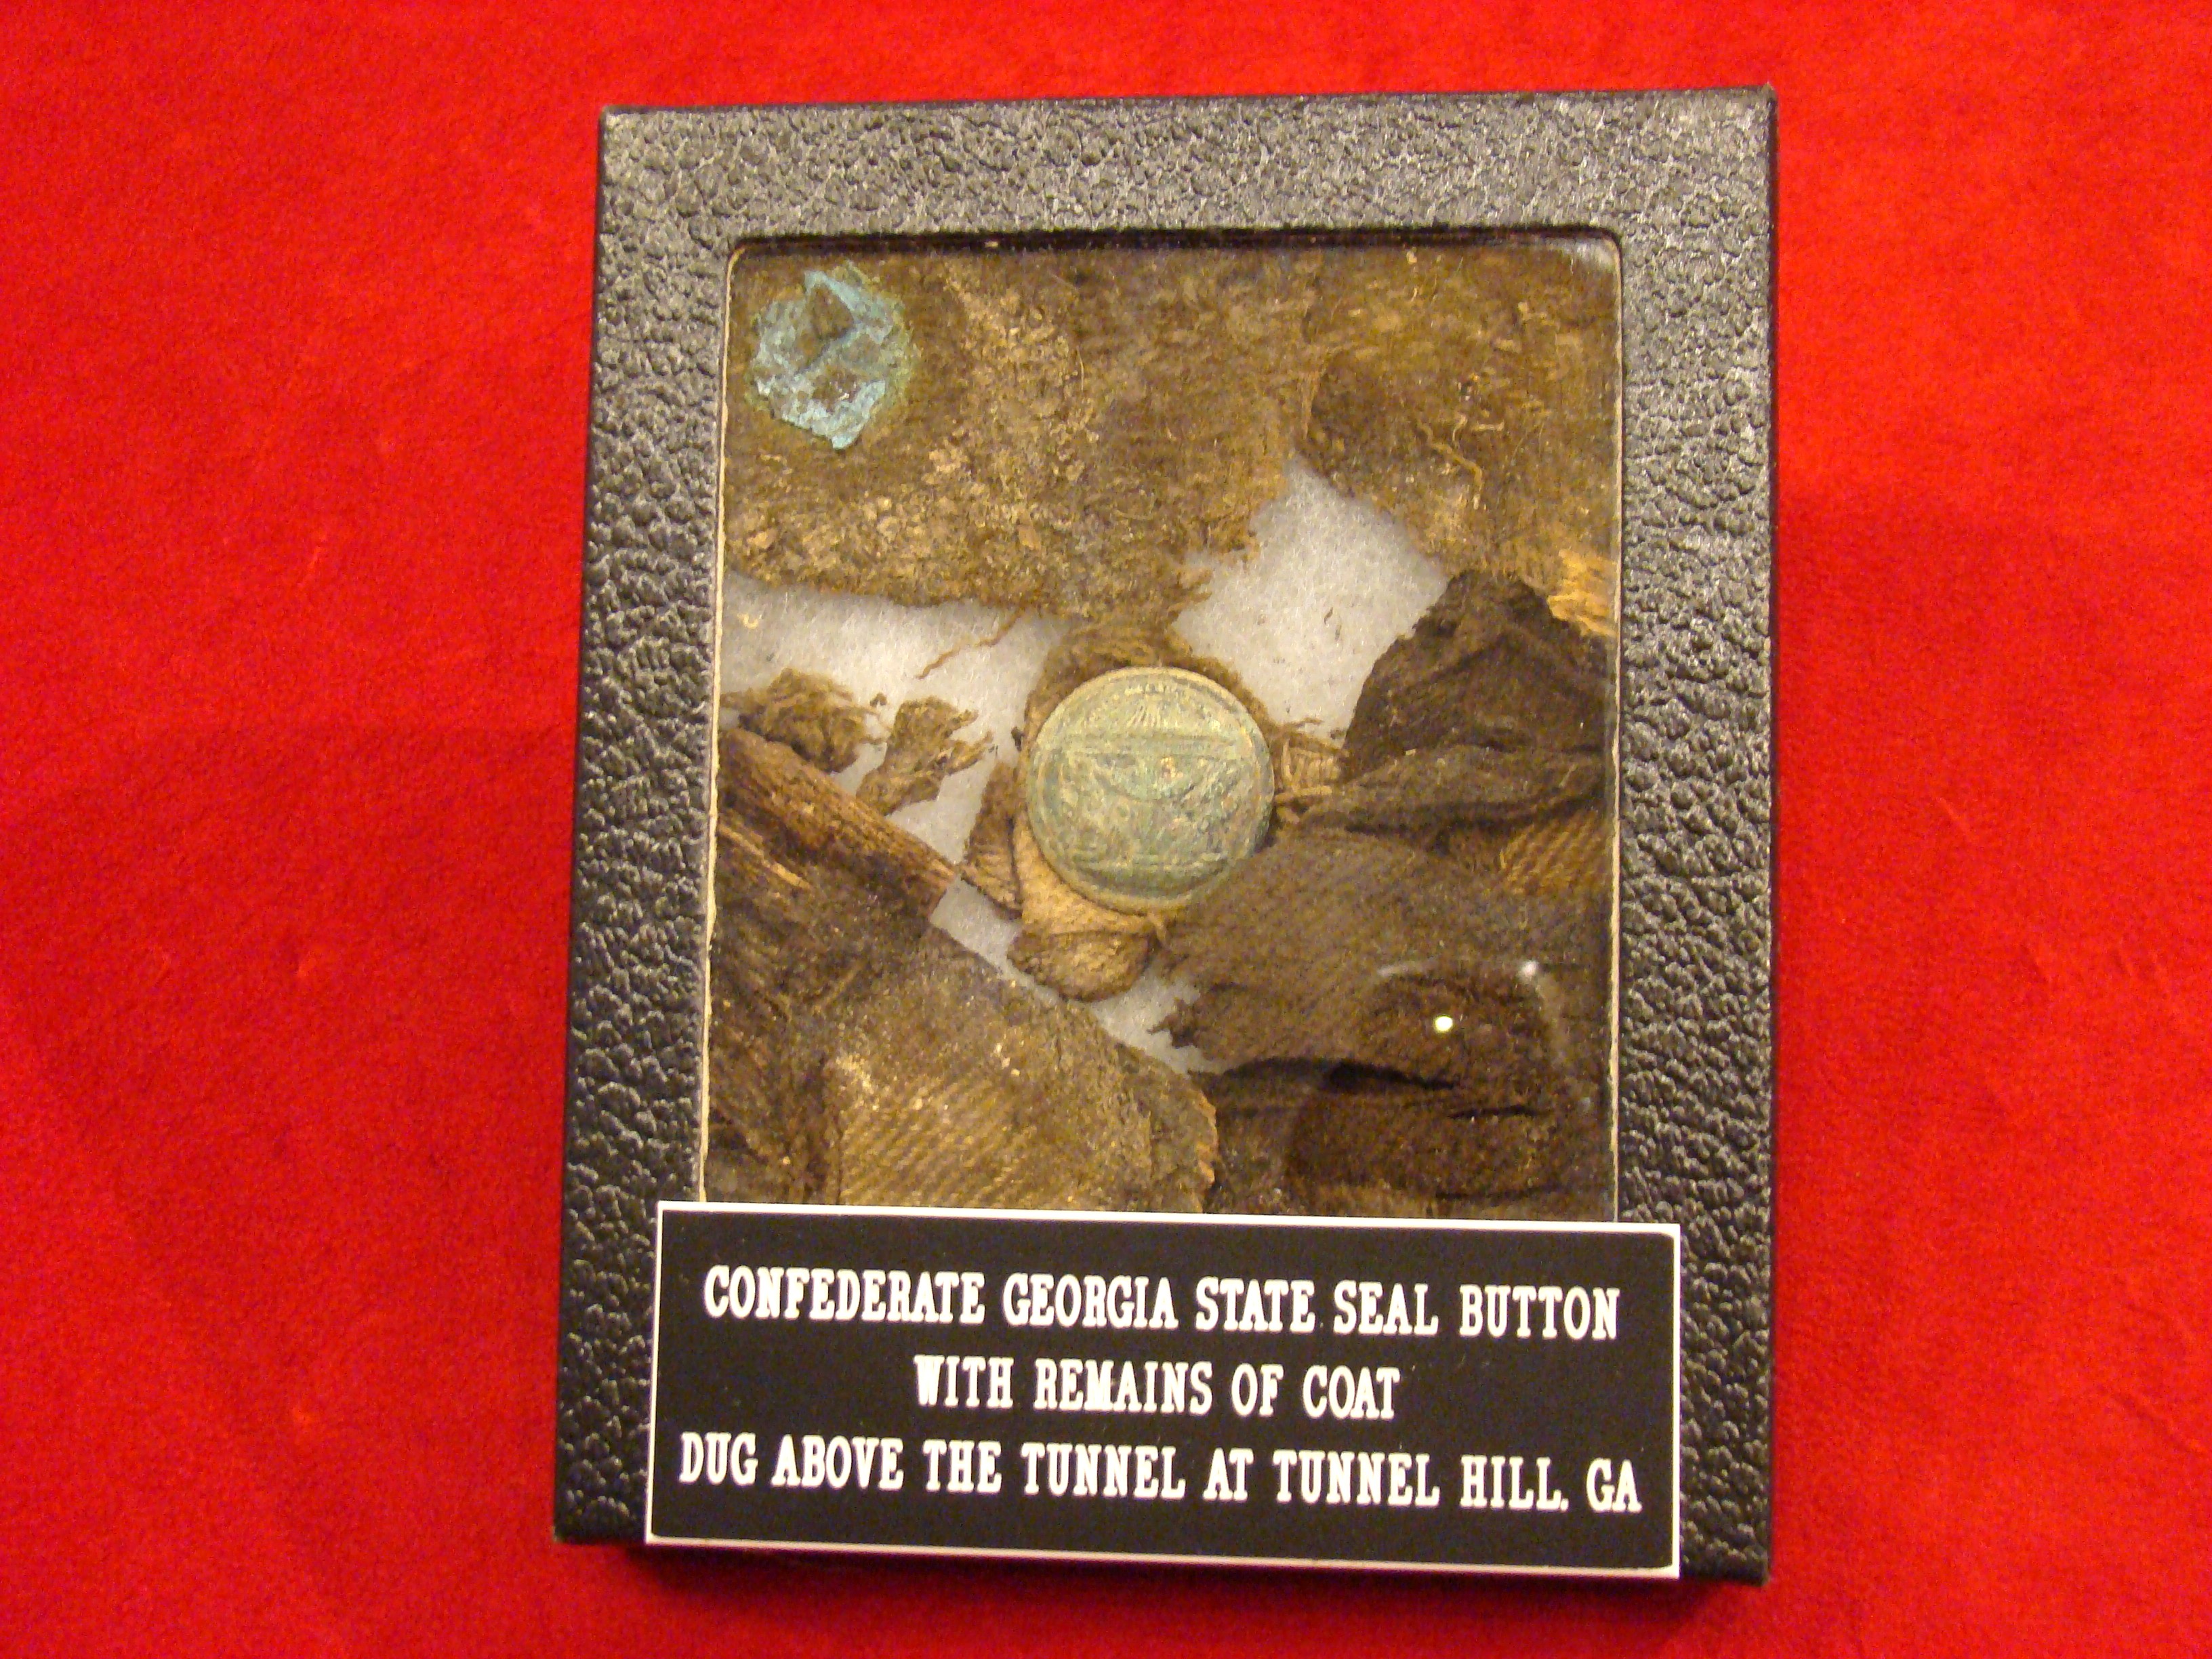 CONFEDERATE GEORGIA STATE SEAL BUTTON
WITH REMAINS OF COAT
DUG ABOVE THE TUNNEL AT TUNNEL HILL. GA